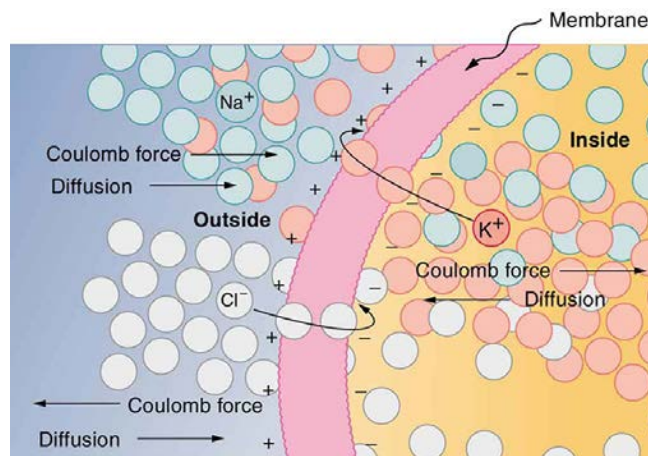 Membrane
Na⁺
Inside
Coulomb force
Diffusion
Outside
K⁺
Coulomb force
Diffusion
Cl⁻
Coulomb force
Diffusion